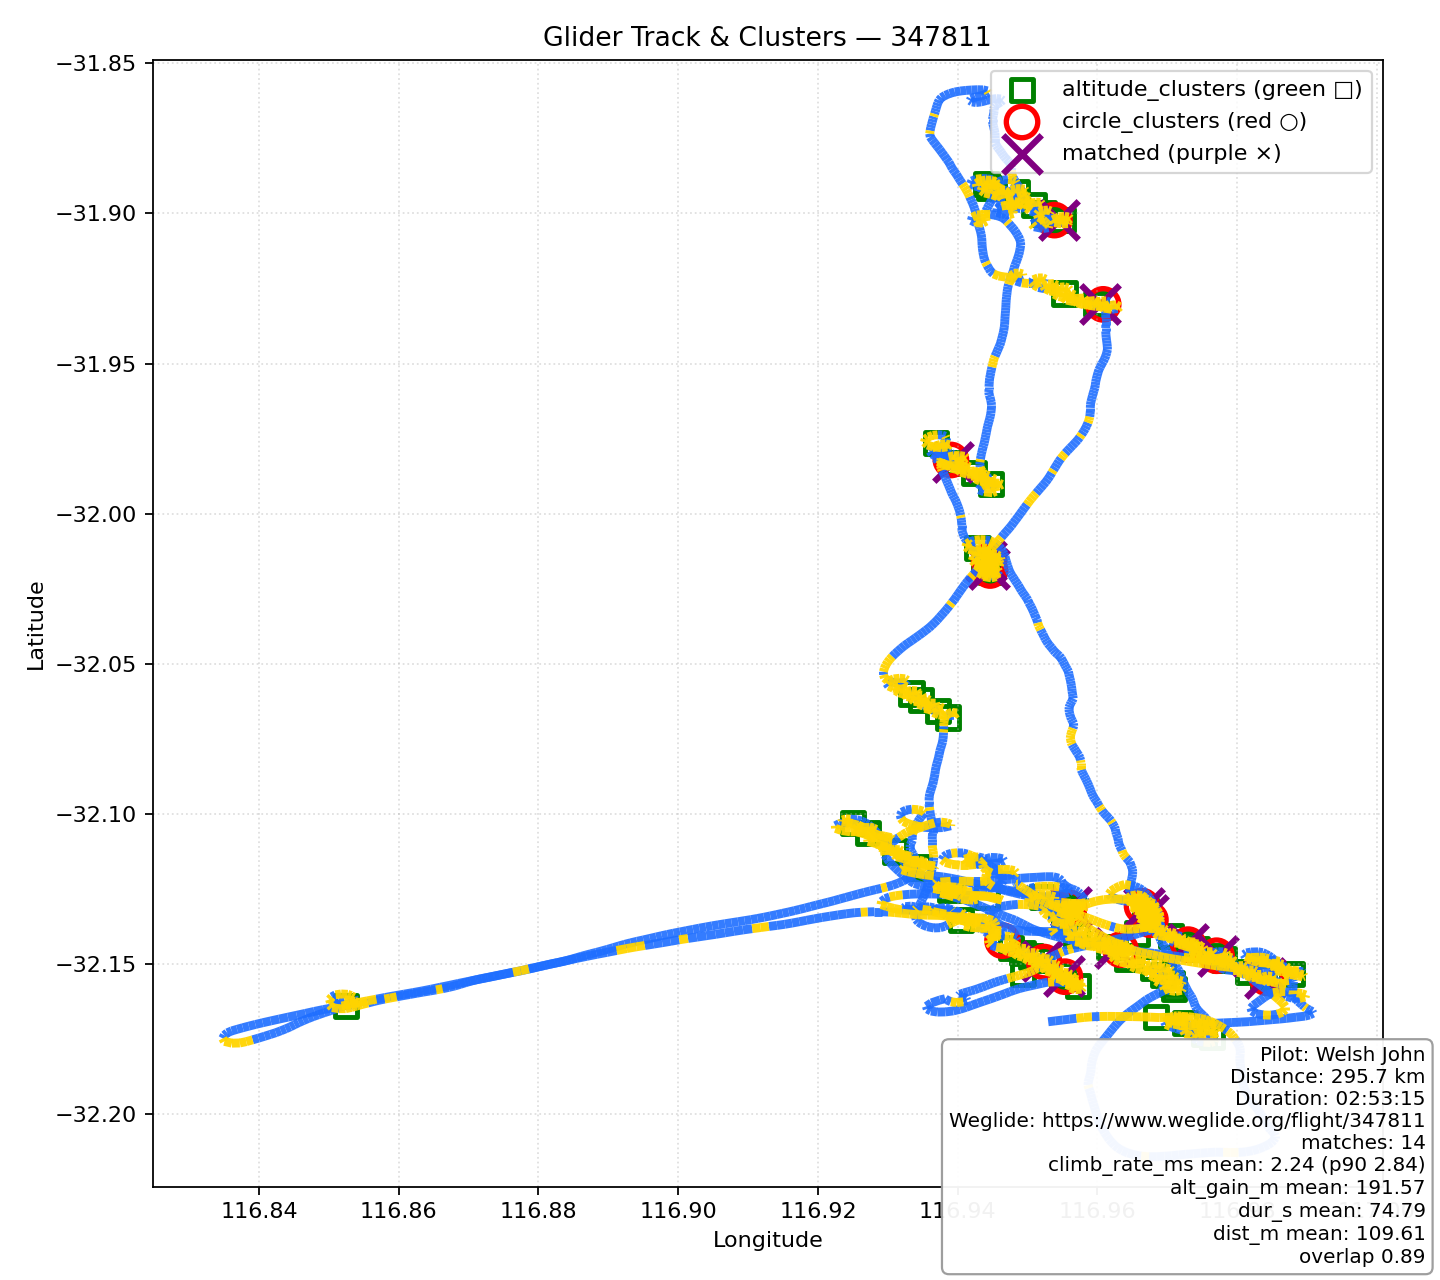 Glider Track & Clusters — 347811
altitude_clusters (green □)
circle_clusters (red ○)
matched (purple ×)
Latitude
−31.85
−31.90
−31.95
−32.00
−32.05
−32.10
−32.15
−32.20
116.84
116.86
116.88
116.90
116.92
116.94
116.96
Longitude
Pilot: Welsh John
Distance: 295.7 km
Duration: 02:53:15
Weglide: https://www.weglide.org/flight/347811
matches: 14
climb_rate_ms mean: 2.24 (p90 2.84)
alt_gain_m mean: 191.57
dur_s mean: 74.79
dist_m mean: 109.61
overlap 0.89